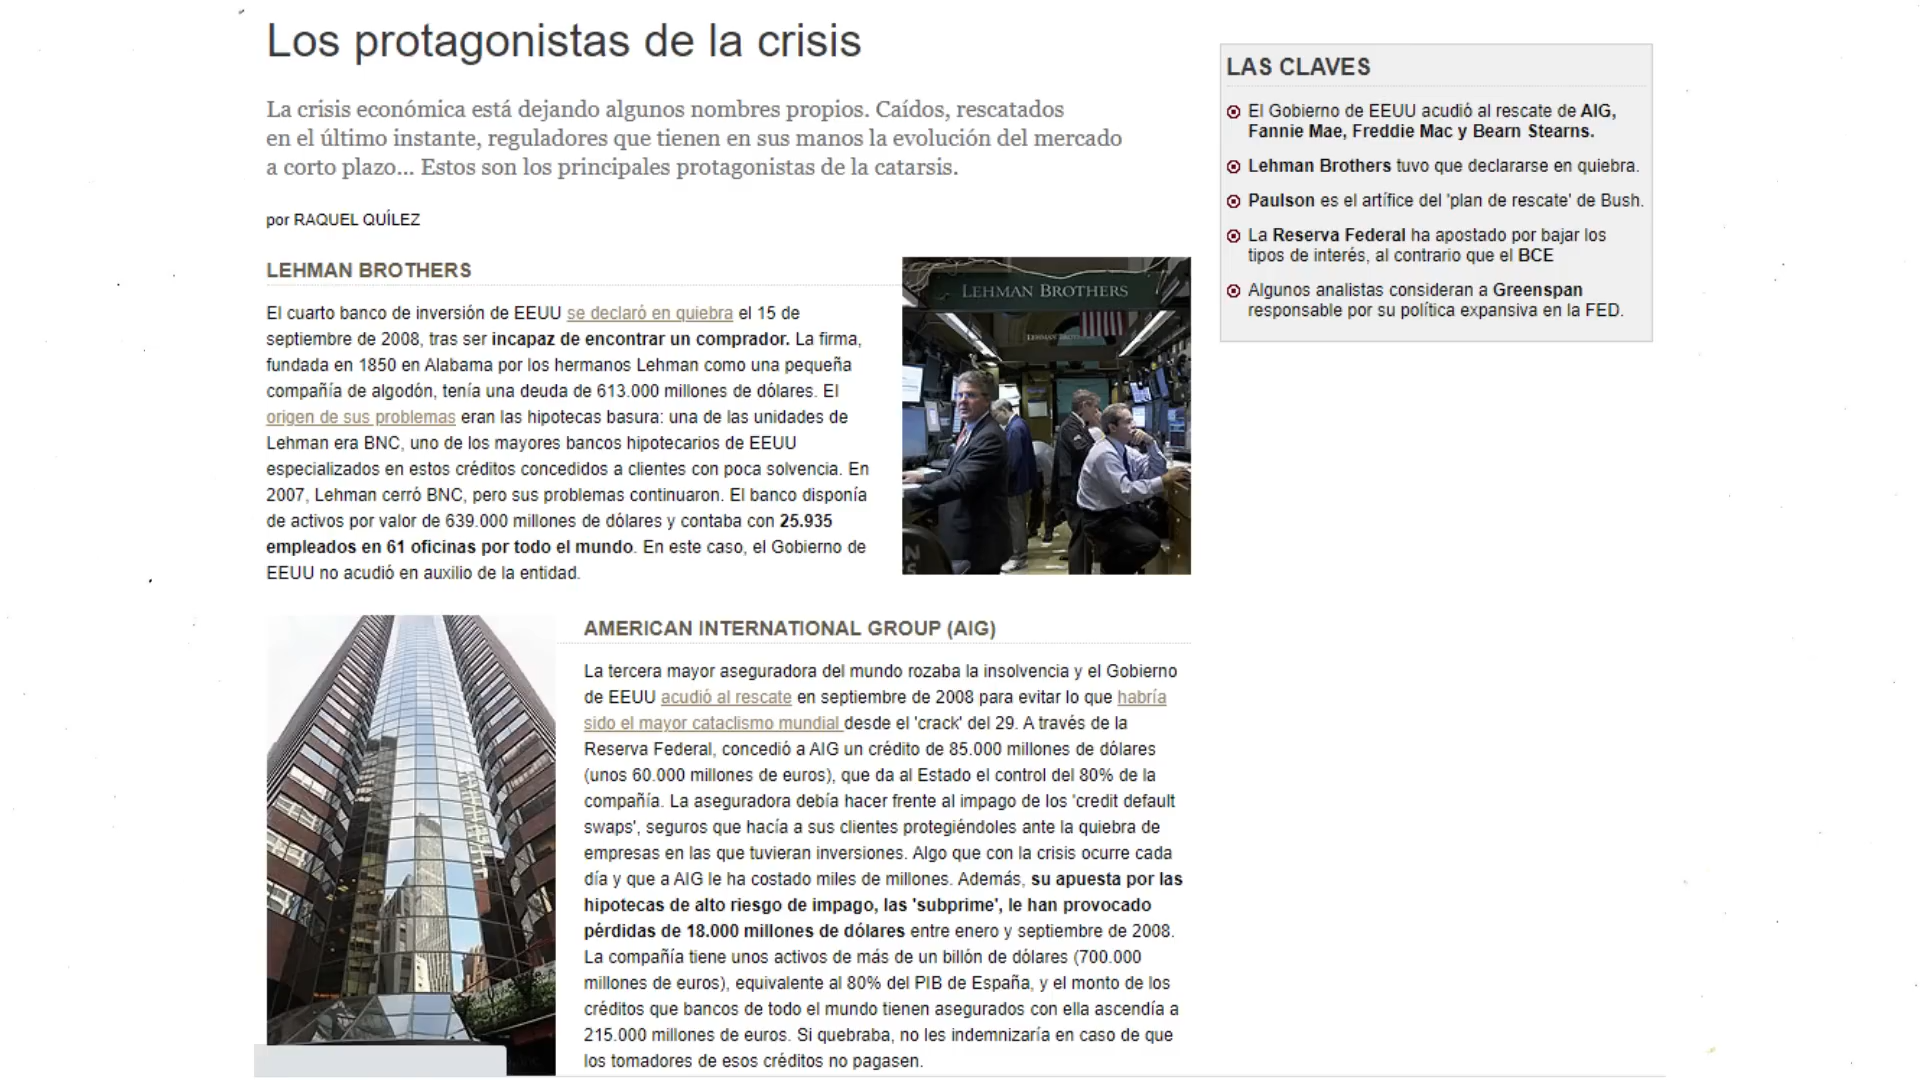 Los protagonistas de la crisis
La crisis económica está dejando algunos nombres propios. Caídos, rescatados
en el último instante, reguladores que tienen en sus manos la evolución del mercado
a corto plazo... Estos son los principales protagonistas de la catarsis.
por RAQUEL QUÍLEZ
LEHMAN BROTHERS
El cuarto banco de inversión de EEUU se declaró en quiebra el 15 de
septiembre de 2008, tras ser incapaz de encontrar un comprador. La firma,
fundada en 1850 en Alabama por los hermanos Lehman como una pequeña
compañía de algodón, tenía una deuda de 613.000 millones de dólares. El
origen de sus problemas eran las hipotecas basura: una de las unidades de
Lehman era BNC, uno de los mayores bancos hipotecarios de EEUU
especializados en estos créditos concedidos a clientes con poca solvencia. En
2007, Lehman cerró BNC, pero sus problemas continuaron. El banco disponía
de activos por valor de 639.000 millones de dólares y contaba con 25.935
empleados en 61 oficinas por todo el mundo. En este caso, el Gobierno de
EEUU no acudió en auxilio de la entidad.
LEHMAN BROTHERS
LEHMAN BROTHERS
AMERICAN INTERNATIONAL GROUP (AIG)
La tercera mayor aseguradora del mundo rozaba la insolvencia y el Gobierno
de EEUU acudió al rescate en septiembre de 2008 para evitar lo que habría
sido el mayor cataclismo mundial desde el 'crack' del 29. A través de la
Reserva Federal, concedió a AIG un crédito de 85.000 millones de dólares
(unos 60.000 millones de euros), que da al Estado el control del 80% de la
compañía. La aseguradora debía hacer frente al impago de los 'credit default
swaps', seguros que hacía a sus clientes protegiéndoles ante la quiebra de
empresas en las que tuvieran inversiones. Algo que con la crisis ocurre cada
día y que a AIG le ha costado miles de millones. Además, su apuesta por las
hipotecas de alto riesgo de impago, las 'subprime', le han provocado
pérdidas de 18.000 millones de dólares entre enero y septiembre de 2008.
La compañía tiene unos activos de más de un billón de dólares (700.000
millones de euros), equivalente al 80% del PIB de España, y el monto de los
créditos que bancos de todo el mundo tienen asegurados con ella ascendía a
215.000 millones de euros. Si quebraba, no les indemnizaría en caso de que
los tomadores de esos créditos no pagasen.
LAS CLAVES
El Gobierno de EEUU acudió al rescate de AIG,
Fannie Mae, Freddie Mac y Bearn Stearns.
Lehman Brothers tuvo que declararse en quiebra.
Paulson es el artífice del 'plan de rescate' de Bush.
La Reserva Federal ha apostado por bajar los
tipos de interés, al contrario que el BCE
Algunos analistas consideran a Greenspan
responsable por su política expansiva en la FED.